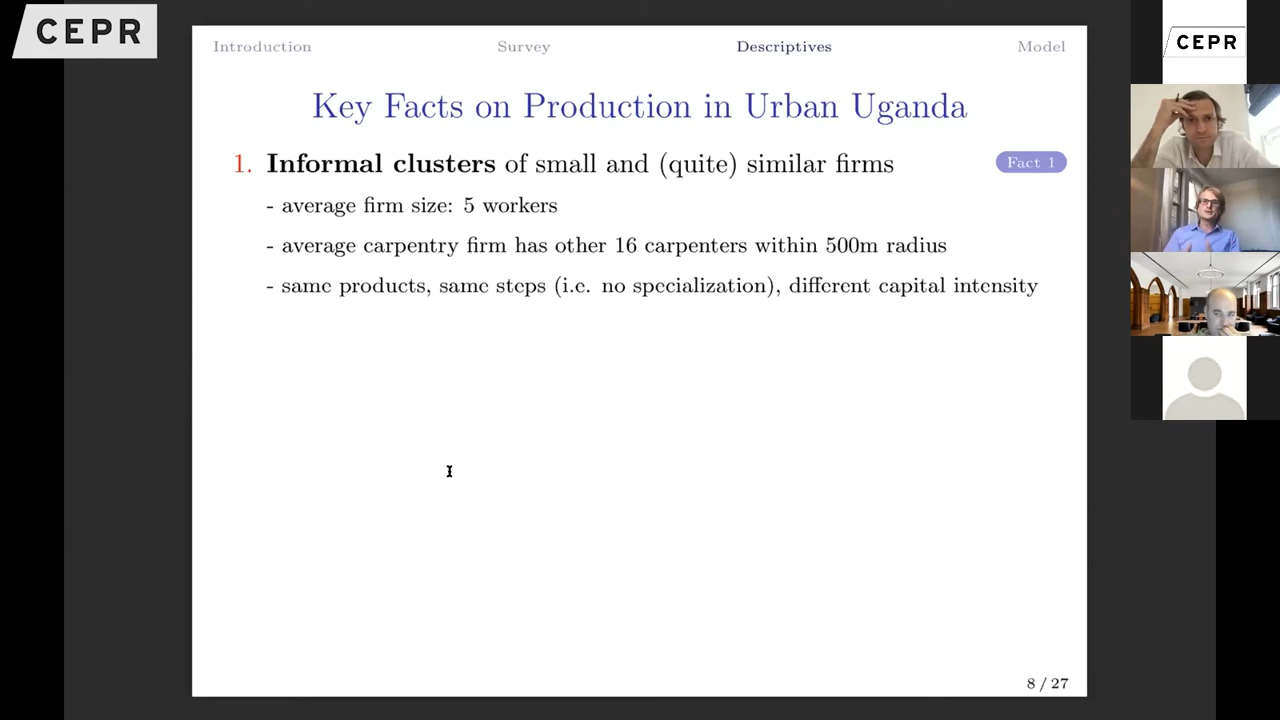 CEPR
Introduction Survey Descriptives Model
Key Facts on Production in Urban Uganda
1. Informal clusters of small and (quite) similar firms Fact 1
- average firm size: 5 workers
- average carpentry firm has other 16 carpenters within 500m radius
- same products, same steps (i.e. no specialization), different capital intensity
8 / 27
CEPR